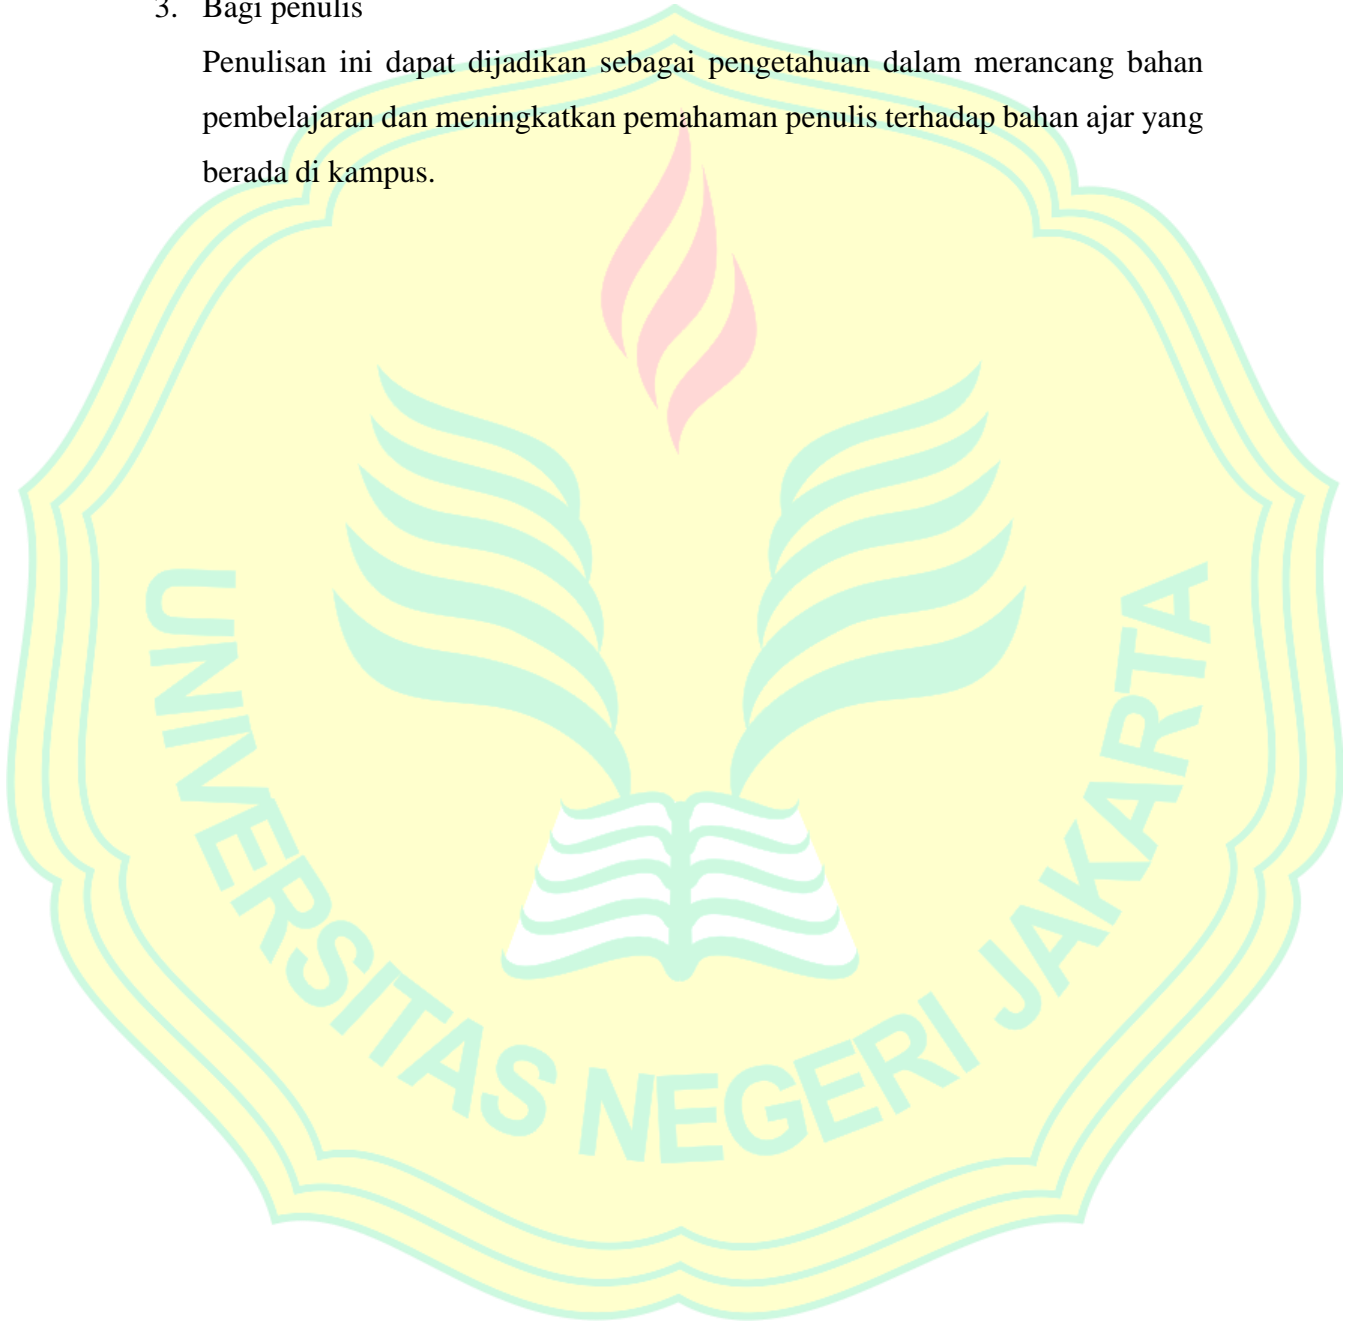 3. Bagi penulis
Penulisan ini dapat dijadikan sebagai pengetahuan dalam merancang bahan
pembelajaran dan meningkatkan pemahaman penulis terhadap bahan ajar yang
berada di kampus.
UNIVERSITAS NEGERI JAKARTA